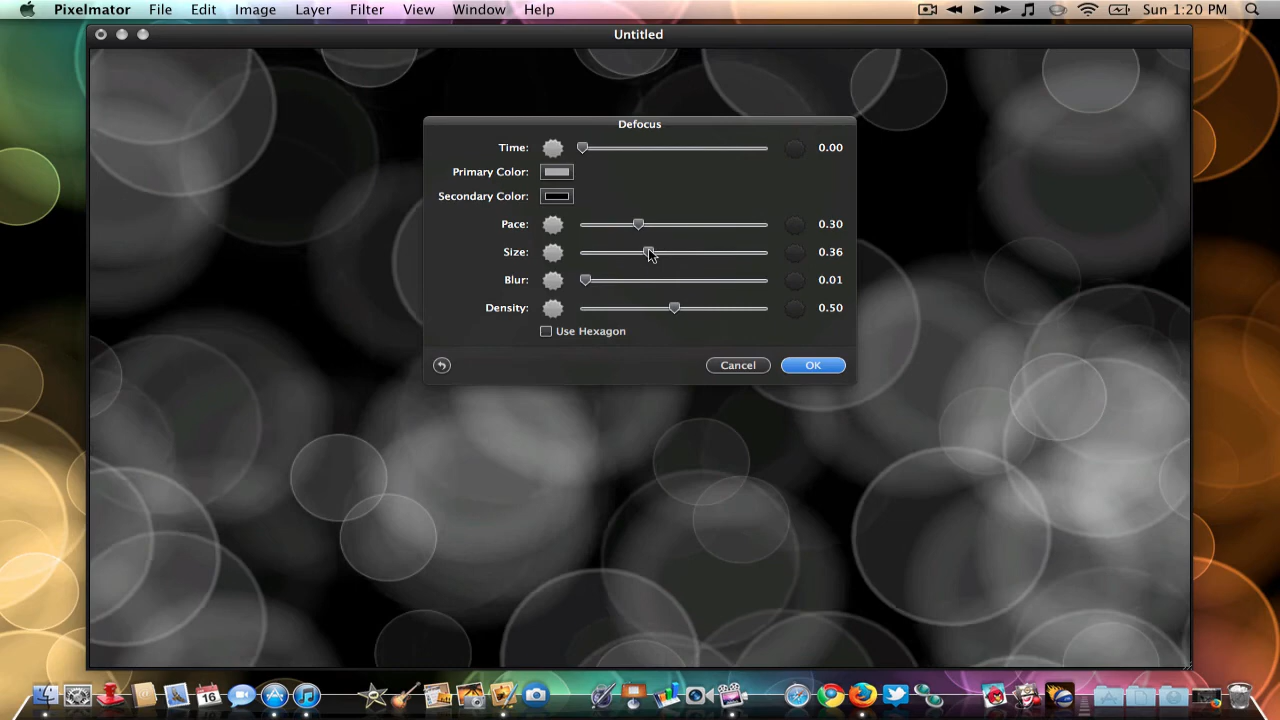 Pixelmator File Edit Image Layer Filter View Window Help Sun 1:20 PM
Untitled
Defocus
Time: 0.00
Primary Color:
Secondary Color:
Pace: 0.30
Size: 0.36
Blur: 0.01
Density: 0.50
Use Hexagon
Cancel OK
16